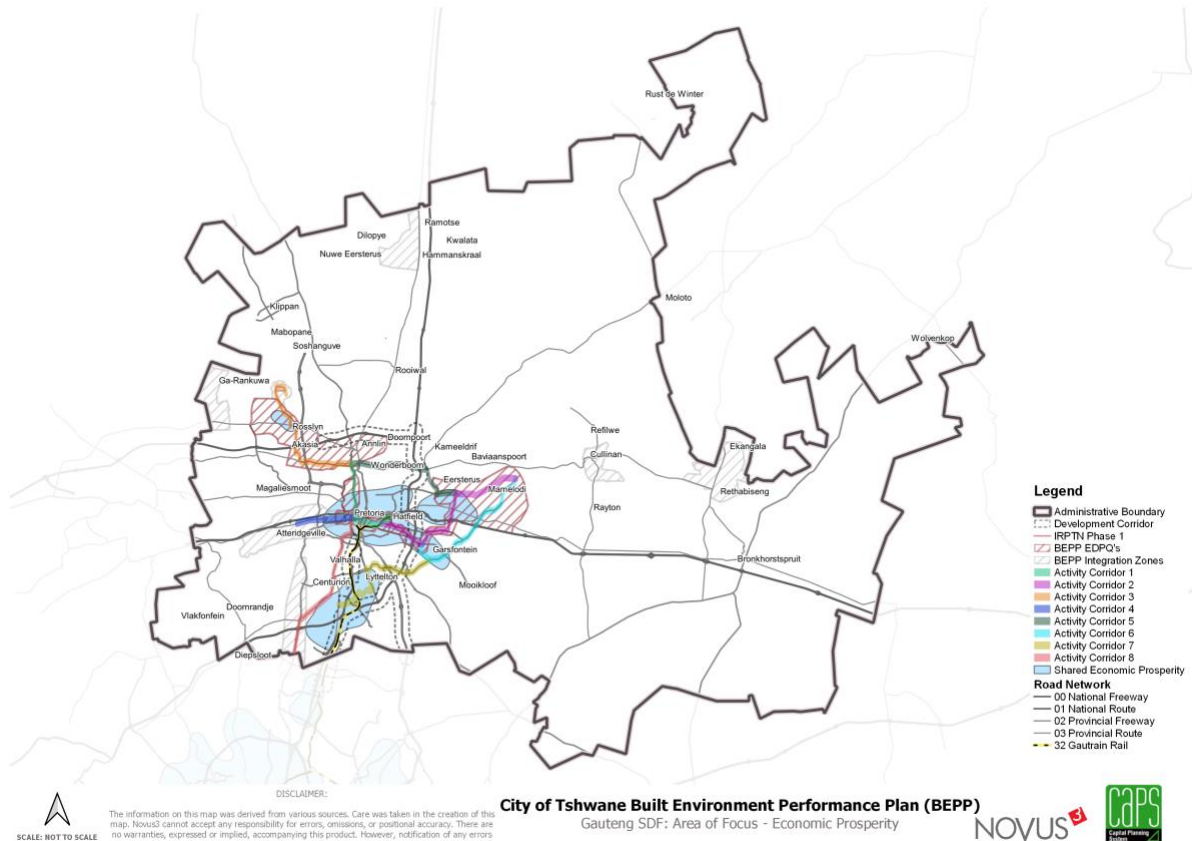 Rust de Winter
Ramotse
Dilopye
Kwalata
Nuwe Eersterus
Hammanskraal
Moloto
Klippan
Mabopane
Wolvenkop
Soshanguve
Rooiwal
Ga-Rankuwa
Rosslyn
Refilwe
Doompoort
Akasia
Annlin
Kameeldrif
Ekangala
Cullinan
Baviaanspoort
Wonderboom
Eersterus
Magaliesmoot
Mamelodi
Rethabiseng
Rayton
Pretoria
Hatfield
Atteridgeville
Garsfontein
Valhalla
Bronkhorstspruit
Lyttelton
Centurion
Mooikloof
Doornrandje
Vlakfonfein
Diepsloot
Legend
Administrative Boundary
Development Corridor
IRPTN Phase 1
BEPP EDPQ's
BEPP Integration Zones
Activity Corridor 1
Activity Corridor 2
Activity Corridor 3
Activity Corridor 4
Activity Corridor 5
Activity Corridor 6
Activity Corridor 7
Activity Corridor 8
Shared Economic Prosperity
Road Network
00 National Freeway
01 National Route
02 Provincial Freeway
03 Provincial Route
32 Gautrain Rail
SCALE: NOT TO SCALE
DISCLAIMER:
The information on this map was derived from various sources. Care was taken in the creation of this
map. Novus3 cannot accept any responsibility for errors, omissions, or positional accuracy. There are
no warranties, expressed or implied, accompanying this product. However, notification of any errors
City of Tshwane Built Environment Performance Plan (BEPP)
Gauteng SDF: Area of Focus - Economic Prosperity
NOVUS3
CaPS
Capital Planning
System